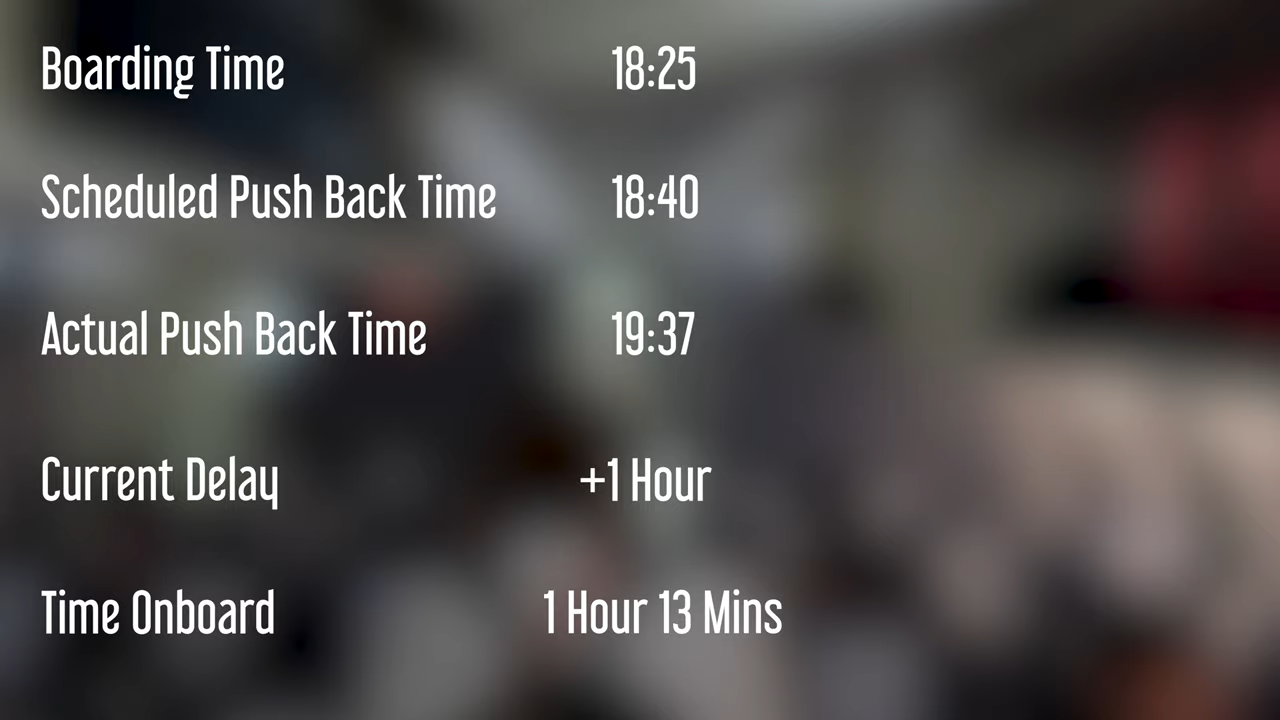 Boarding Time 18:25
Scheduled Push Back Time 18:40
Actual Push Back Time 19:37
Current Delay +1 Hour
Time Onboard 1 Hour 13 Mins